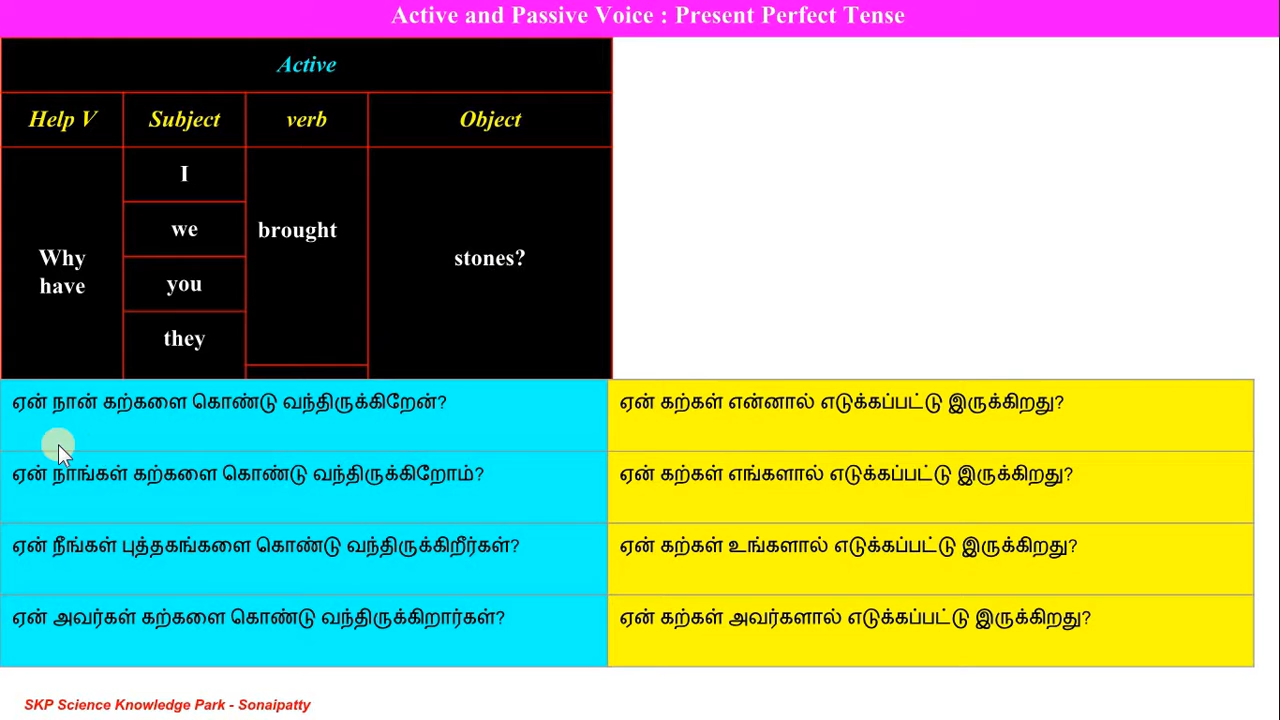 Active and Passive Voice : Present Perfect Tense
Active
Help V Subject verb Object
I
we
brought
Why
have
stones?
you
they
ஏன் நான் கற்களை கொண்டு வந்திருக்கிறேன்?
ஏன் கற்கள் என்னால் எடுக்கப்பட்டு இருக்கிறது?
ஏன் நாங்கள் கற்களை கொண்டு வந்திருக்கிறோம்?
ஏன் கற்கள் எங்களால் எடுக்கப்பட்டு இருக்கிறது?
ஏன் நீங்கள் புத்தகங்களை கொண்டு வந்திருக்கிறீர்கள்?
ஏன் கற்கள் உங்களால் எடுக்கப்பட்டு இருக்கிறது?
ஏன் அவர்கள் கற்களை கொண்டு வந்திருக்கிறார்கள்?
ஏன் கற்கள் அவர்களால் எடுக்கப்பட்டு இருக்கிறது?
SKP Science Knowledge Park - Sonaipatty